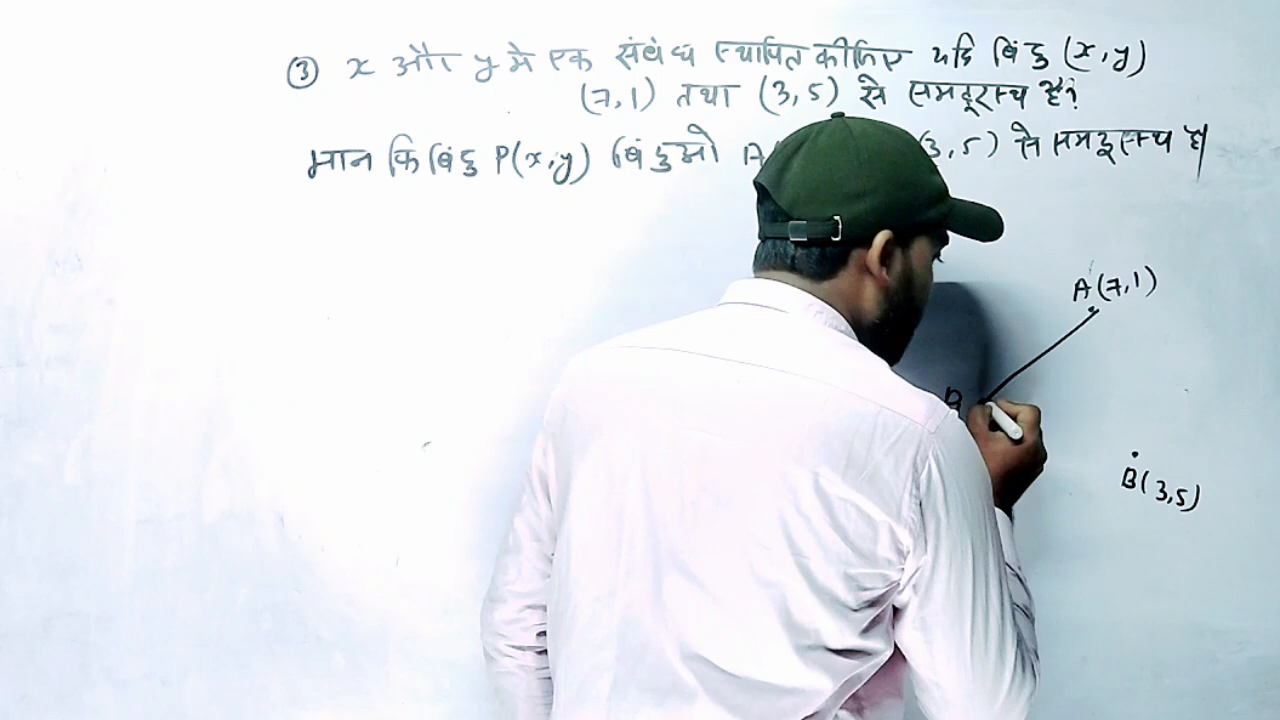 ③ x और y मे एक संबंध स्थापित कीजिए यदि बिंदु (x, y)
(7, 1) तथा (3, 5) से समदूरस्थ है?
मान कि बिंदु P(x, y) बिंदुओ A( 3, 5) से समदूरस्थ है।
A(7, 1)
B(3, 5)